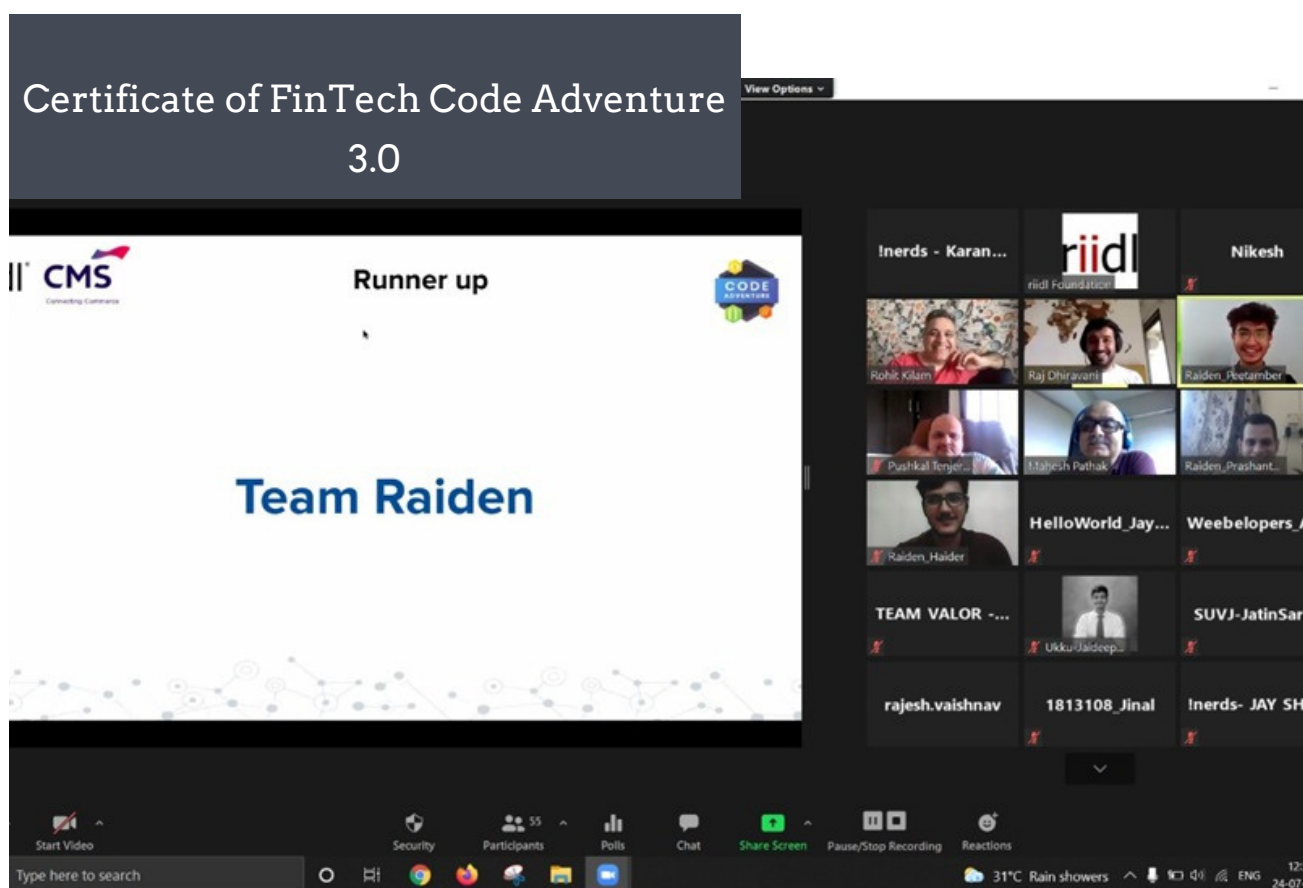 Certificate of FinTech Code Adventure
3.0
View Options
CMS
Connecting Commerce
Runner up
CODE
ADVENTURE
Team Raiden
!nerds - Karan...
riidl
riidl Foundation
Nikesh
Rohit Kilam
Raj Dhiravani
Raiden_Peetamber
Pushkal Tenjer...
Mahesh Pathak
Raiden_Prashant...
Raiden_Haider
HelloWorld_Jay...
Weebelopers_
TEAM VALOR -...
Ukku-Jaideep...
SUVJ-JatinSar
rajesh.vaishnav
1813108_Jinal
!nerds- JAY SH
Start Video
Security
Participants
55
Polls
Chat
Share Screen
Pause/Stop Recording
Reactions
Type here to search
31°C Rain showers
ENG
12:
24-07